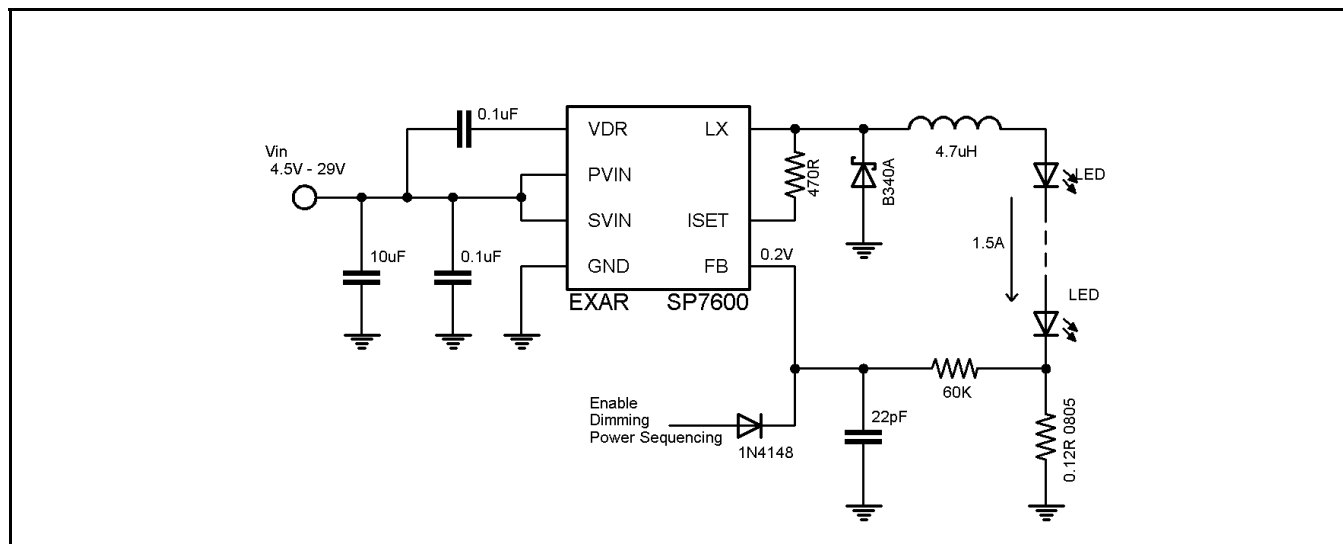 Vin
4.5V - 29V
0.1uF
10uF
0.1uF
VDR
PVIN
SVIN
GND
LX
ISET
FB
EXAR
SP7600
470R
B340A
4.7uH
LED
1.5A
LED
0.2V
Enable
Dimming
Power Sequencing
1N4148
22pF
60K
0.12R 0805